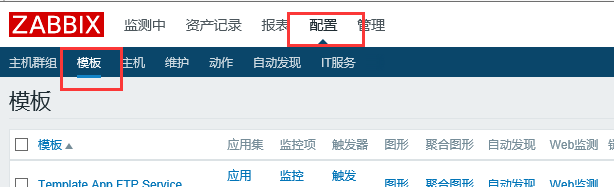 ZABBIX 监测中 资产记录 报表 配置 管理
主机群组 模板 主机 维护 动作 自动发现 IT服务
模板
模板 应用集 监控项 触发器 图形 聚合图形 自动发现 Web监测
Template App FTP Service 应用 监控 触发 图形 聚合图形 自动发现 Web监测